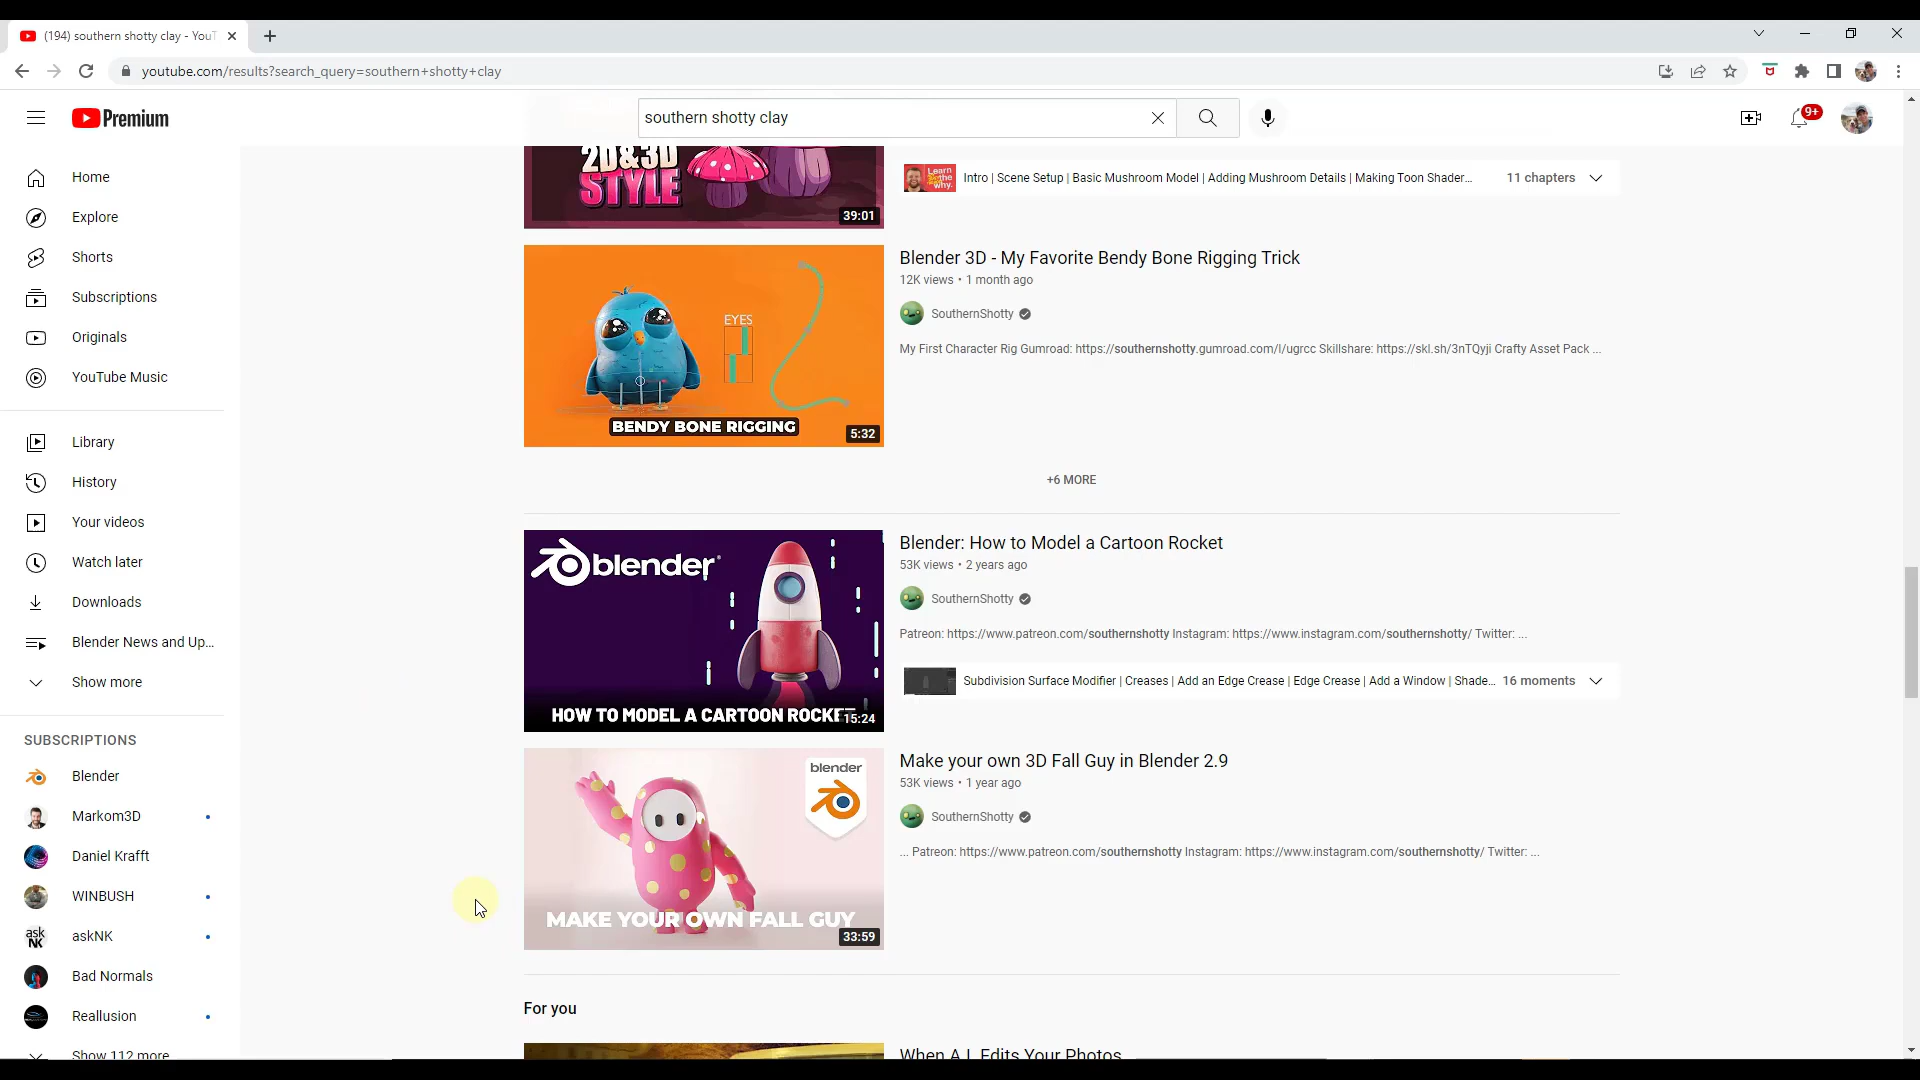 (194) southern shotty clay - YouT
youtube.com/results?search_query=southern+shotty+clay
Premium
southern shotty clay
9+
Home
Explore
Shorts
Subscriptions
Originals
YouTube Music
Library
History
Your videos
Watch later
Downloads
Blender News and Up...
Show more
SUBSCRIPTIONS
Blender
Markom3D
Daniel Krafft
WINBUSH
ask NK
askNK
Bad Normals
Reallusion
Show 112 more
2D&3D
STYLE
39:01
Learn the why.
Intro | Scene Setup | Basic Mushroom Model | Adding Mushroom Details | Making Toon Shader...
11 chapters
EYES
BENDY BONE RIGGING
5:32
Blender 3D - My Favorite Bendy Bone Rigging Trick
12K views • 1 month ago
SouthernShotty
My First Character Rig Gumroad: https://southernshotty.gumroad.com/l/ugrcc Skillshare: https://skl.sh/3nTQyji Crafty Asset Pack ...
+6 MORE
blender
HOW TO MODEL A CARTOON ROCKET
15:24
Blender: How to Model a Cartoon Rocket
53K views • 2 years ago
SouthernShotty
Patreon: https://www.patreon.com/southernshotty Instagram: https://www.instagram.com/southernshotty/ Twitter: ...
Subdivision Surface Modifier | Creases | Add an Edge Crease | Edge Crease | Add a Window | Shade...
16 moments
blender
MAKE YOUR OWN FALL GUY
33:59
Make your own 3D Fall Guy in Blender 2.9
53K views • 1 year ago
SouthernShotty
... Patreon: https://www.patreon.com/southernshotty Instagram: https://www.instagram.com/southernshotty/ Twitter: ...
For you
When A.I. Edits Your Photos